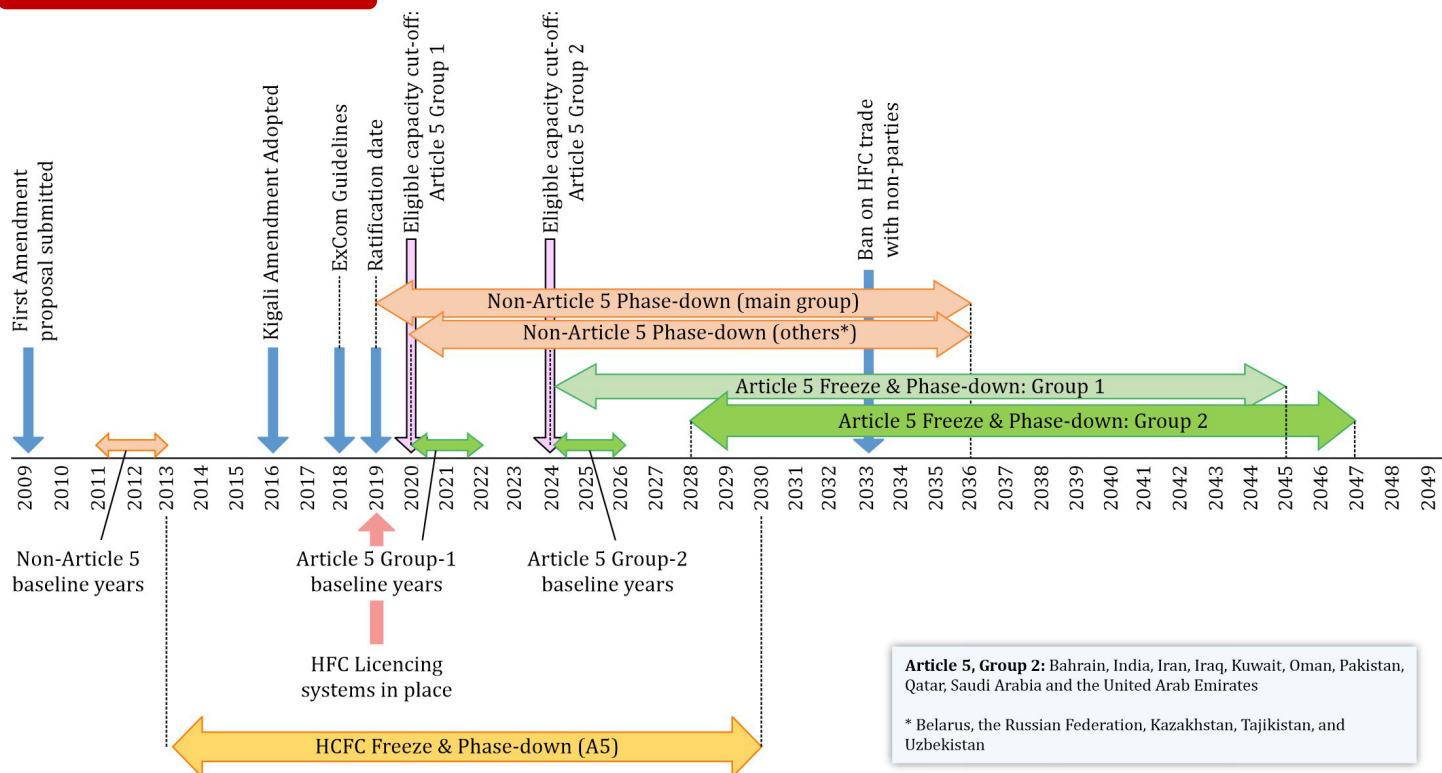 First Amendment
proposal submitted
Kigali Amendment Adopted
ExCom Guidelines
Ratification date
Eligible capacity cut-off:
Article 5 Group 1
Eligible capacity cut-off:
Article 5 Group 2
Ban on HFC trade
with non-parties
Non-Article 5 Phase-down (main group)
Non-Article 5 Phase-down (others*)
Article 5 Freeze & Phase-down: Group 1
Article 5 Freeze & Phase-down: Group 2
2009
2010
2011
2012
2013
2014
2015
2016
2017
2018
2019
2020
2021
2022
2023
2024
2025
2026
2027
2028
2029
2030
2031
2032
2033
2034
2035
2036
2037
2038
2039
2040
2041
2042
2043
2044
2045
2046
2047
2048
2049
Non-Article 5
baseline years
Article 5 Group-1
baseline years
Article 5 Group-2
baseline years
HFC Licencing
systems in place
HCFC Freeze & Phase-down (A5)
Article 5, Group 2: Bahrain, India, Iran, Iraq, Kuwait, Oman, Pakistan,
Qatar, Saudi Arabia and the United Arab Emirates
* Belarus, the Russian Federation, Kazakhstan, Tajikistan, and
Uzbekistan